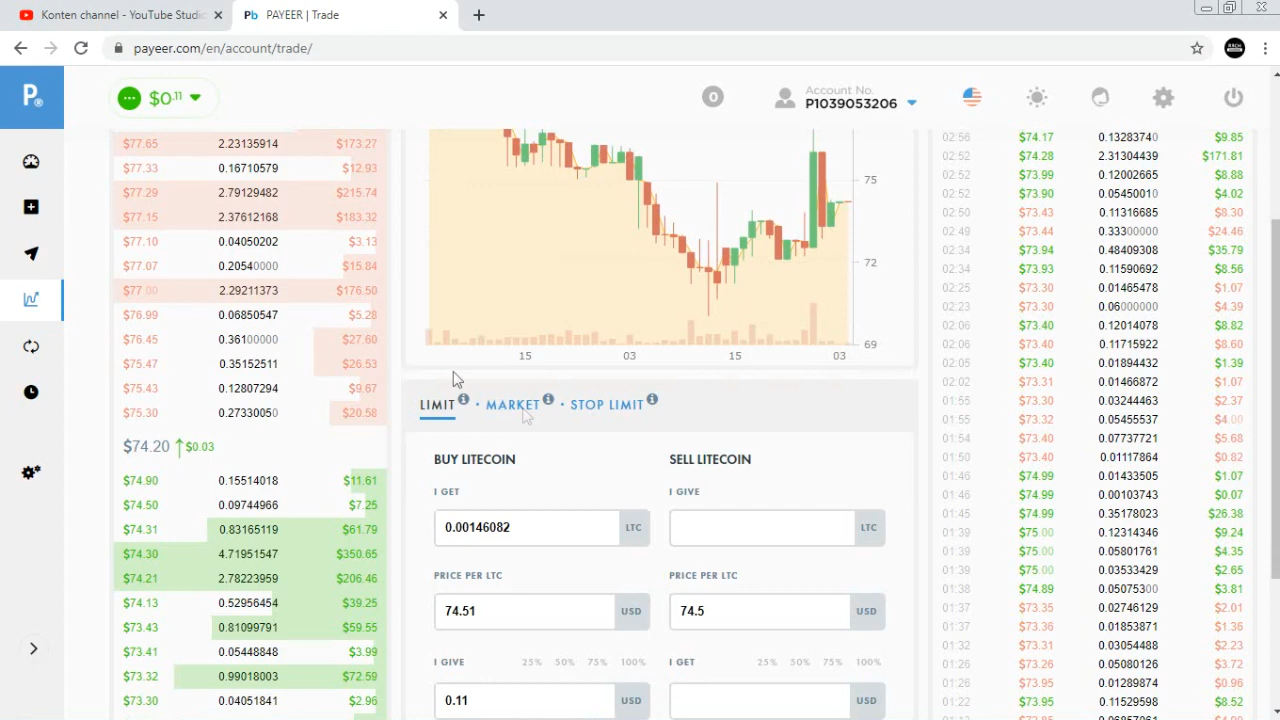 Konten channel - YouTube Studio
PAYEER | Trade
payeer.com/en/account/trade/
P®
$0.11
0
Account No.
P1039053206
$77.65 2.23135914 $173.27
$77.33 0.16710579 $12.93
$77.29 2.79129482 $215.74
$77.15 2.37612168 $183.32
$77.10 0.04050202 $3.13
$77.07 0.20540000 $15.84
$77.00 2.29211373 $176.50
$76.99 0.06850547 $5.28
$76.45 0.36100000 $27.60
$75.47 0.35152511 $26.53
$75.43 0.12807294 $9.67
$75.30 0.27330050 $20.58
$74.20 $0.03
$74.90 0.15514018 $11.61
$74.50 0.09744966 $7.25
$74.31 0.83165119 $61.79
$74.30 4.71951547 $350.65
$74.21 2.78223959 $206.46
$74.13 0.52956454 $39.25
$73.43 0.81099791 $59.55
$73.41 0.05448848 $3.99
$73.32 0.99018003 $72.59
$73.30 0.04051841 $2.96
75
72
69
15 03 15 03
LIMIT • MARKET • STOP LIMIT
BUY LITECOIN
I GET
0.00146082 LTC
PRICE PER LTC
74.51 USD
I GIVE 25% 50% 75% 100%
0.11 USD
SELL LITECOIN
I GIVE
LTC
PRICE PER LTC
74.5 USD
I GET 25% 50% 75% 100%
USD
02:56 $74.17 0.13283740 $9.85
02:52 $74.28 2.31304439 $171.81
02:52 $73.99 0.12002665 $8.88
02:52 $73.90 0.05450010 $4.02
02:50 $73.43 0.11316685 $8.30
02:49 $73.44 0.33300000 $24.46
02:34 $73.94 0.48409308 $35.79
02:34 $73.93 0.11590692 $8.56
02:26 $73.30 0.01465478 $1.07
02:23 $73.30 0.06000000 $4.39
02:06 $73.40 0.12014078 $8.82
02:06 $73.40 0.11715922 $8.60
02:05 $73.40 0.01894432 $1.39
02:02 $73.31 0.01466872 $1.07
01:55 $73.30 0.03244463 $2.37
01:55 $73.32 0.05466205 $4.00
01:54 $73.40 0.07737721 $5.68
01:50 $73.40 0.01117864 $0.82
01:46 $74.99 0.01433505 $1.07
01:46 $74.99 0.00103743 $0.07
01:45 $74.99 0.35178023 $26.38
01:39 $75.00 0.12314346 $9.24
01:39 $75.00 0.05801761 $4.35
01:39 $75.00 0.03533429 $2.65
01:38 $74.89 0.05075300 $3.81
01:37 $73.35 0.02746129 $2.01
01:37 $73.36 0.01853871 $1.36
01:32 $73.31 0.03054488 $2.23
01:26 $73.26 0.05080126 $3.72
01:26 $73.95 0.01289874 $0.96
01:22 $73.95 0.11529598 $8.52